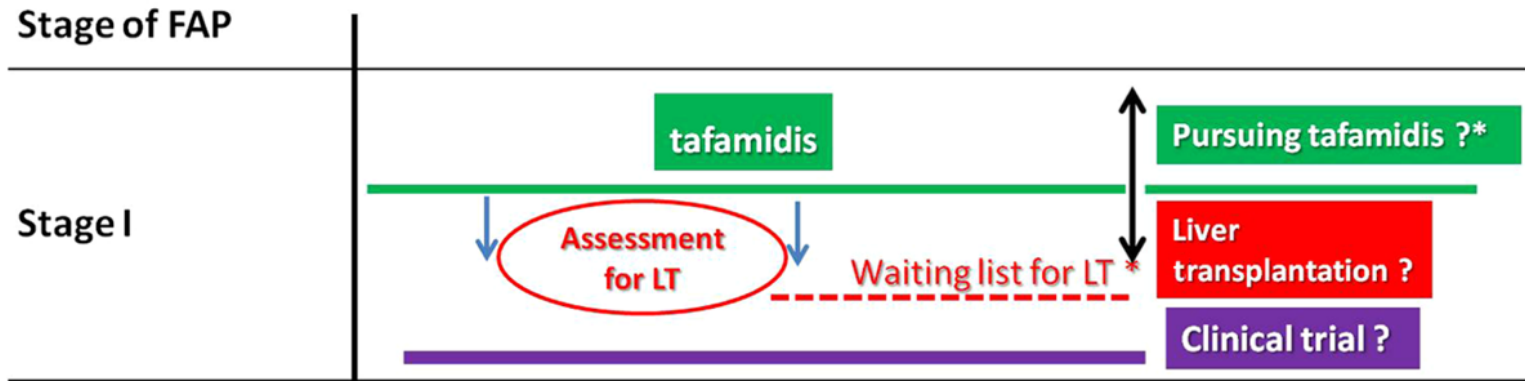 Stage of FAP
tafamidis
Pursuing tafamidis ?*
Stage I
Assessment
for LT
Waiting list for LT *
Liver
transplantation ?
Clinical trial ?